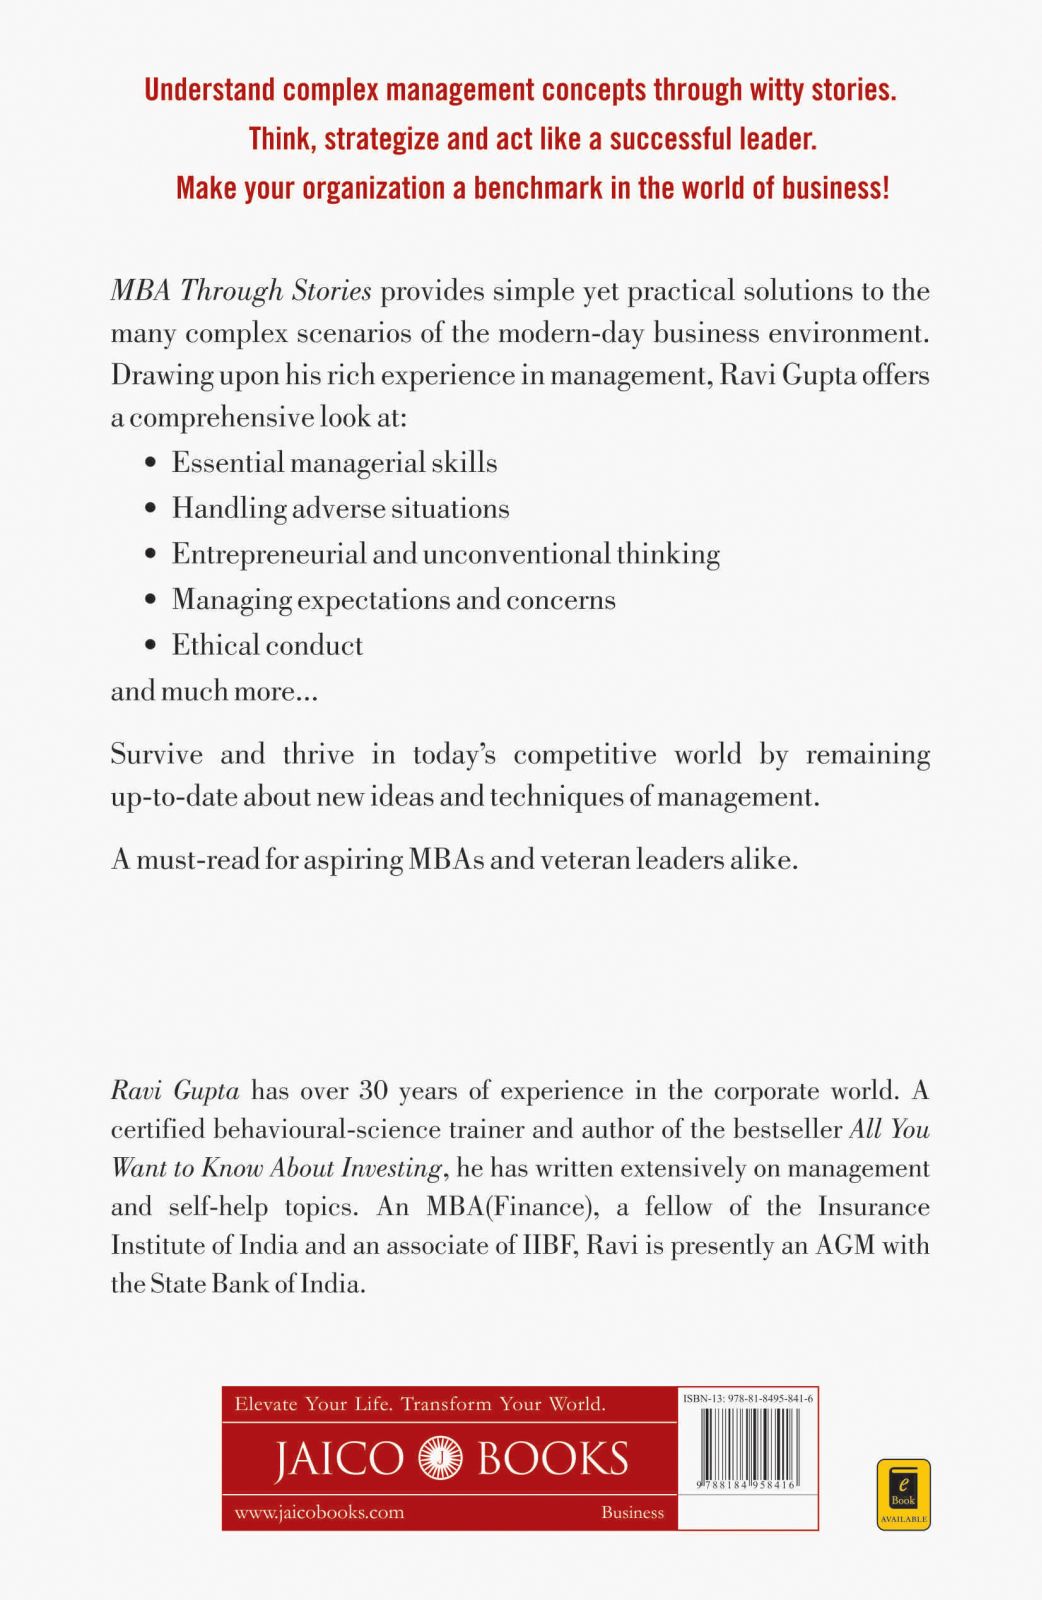 Understand complex management concepts through witty stories.
Think, strategize and act like a successful leader.
Make your organization a benchmark in the world of business!
MBA Through Stories provides simple yet practical solutions to the
many complex scenarios of the modern-day business environment.
Drawing upon his rich experience in management, Ravi Gupta offers
a comprehensive look at:
• Essential managerial skills
• Handling adverse situations
• Entrepreneurial and unconventional thinking
• Managing expectations and concerns
• Ethical conduct
and much more...
Survive and thrive in today’s competitive world by remaining
up-to-date about new ideas and techniques of management.
A must-read for aspiring MBAs and veteran leaders alike.
Ravi Gupta has over 30 years of experience in the corporate world. A
certified behavioural-science trainer and author of the bestseller All You
Want to Know About Investing, he has written extensively on management
and self-help topics. An MBA(Finance), a fellow of the Insurance
Institute of India and an associate of IIBF, Ravi is presently an AGM with
the State Bank of India.
Elevate Your Life. Transform Your World.
JAICO J BOOKS
www.jaicobooks.com Business
ISBN-13: 978-81-8495-841-6
9 788184 958416
e
Book
AVAILABLE